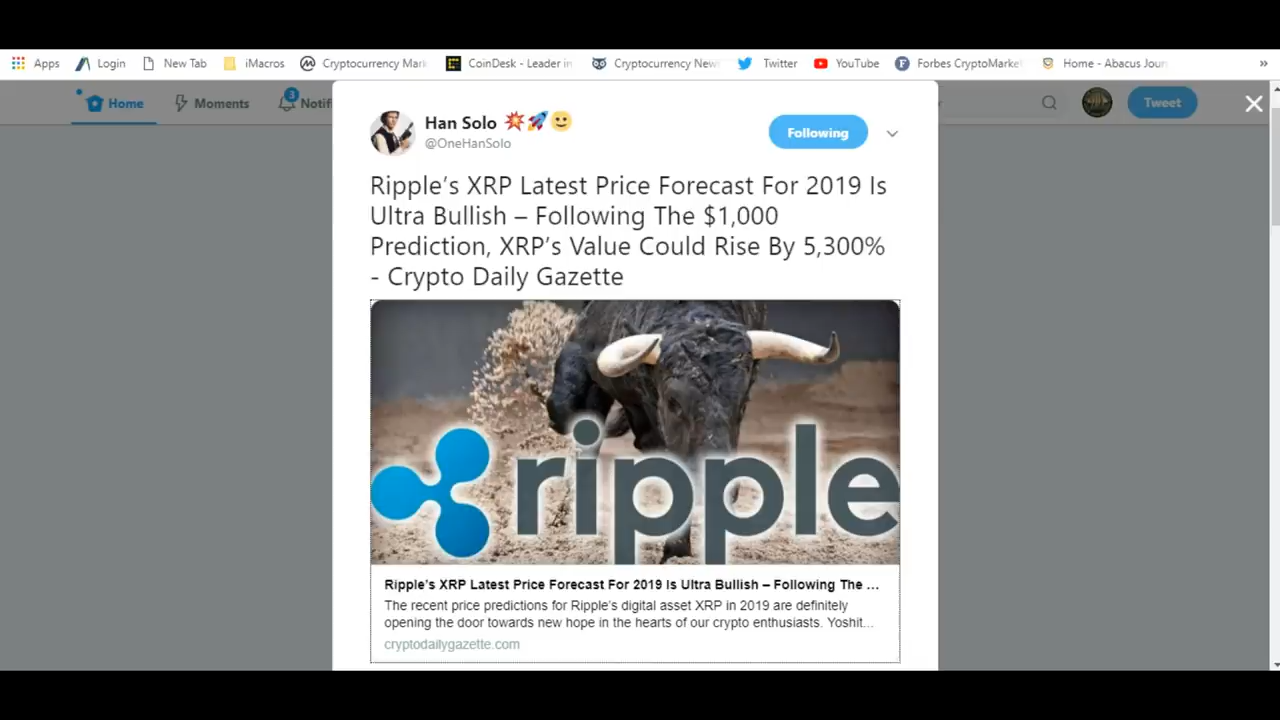 Apps Login New Tab iMacros Cryptocurrency Mark CoinDesk - Leader in Cryptocurrency New Twitter YouTube Forbes CryptoMarke Home - Abacus Jour »
Home Moments 3 Notifi Tweet
Han Solo
@OneHanSolo
Following
Ripple's XRP Latest Price Forecast For 2019 Is
Ultra Bullish – Following The $1,000
Prediction, XRP's Value Could Rise By 5,300%
- Crypto Daily Gazette
ripple
Ripple's XRP Latest Price Forecast For 2019 Is Ultra Bullish – Following The ...
The recent price predictions for Ripple's digital asset XRP in 2019 are definitely
opening the door towards new hope in the hearts of our crypto enthusiasts. Yoshit...
cryptodailygazette.com